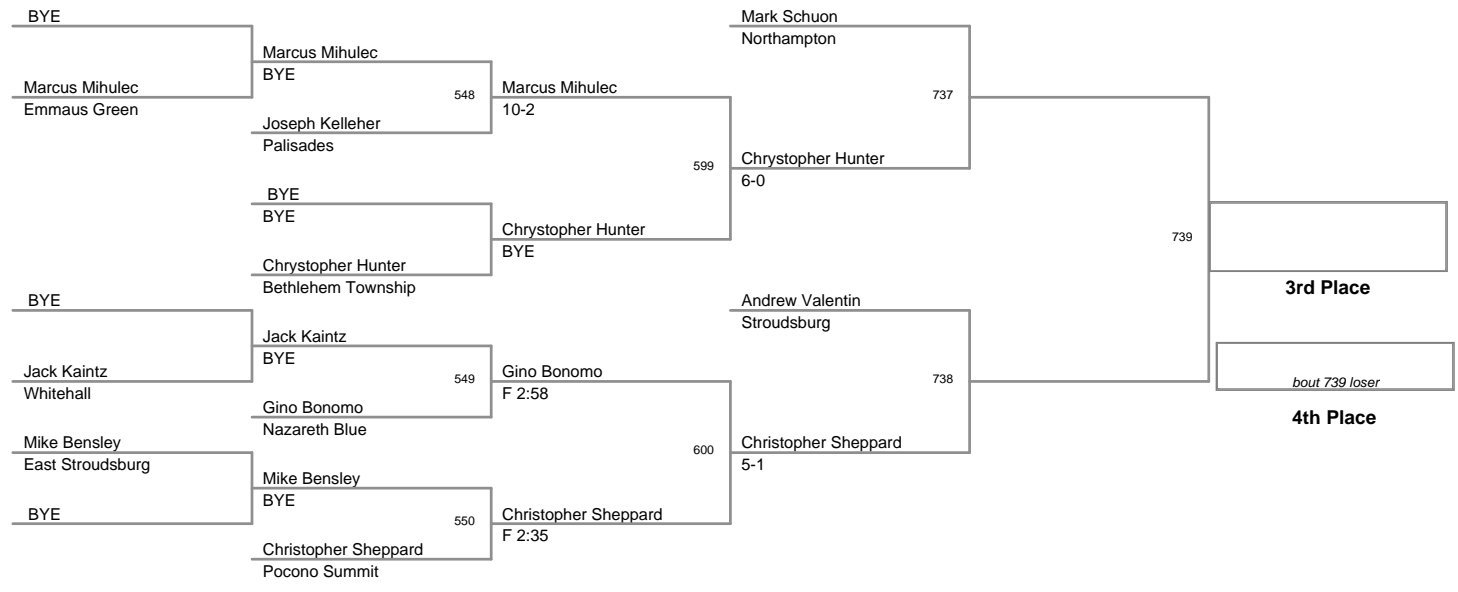 BYE
Marcus Mihulec
Emmaus Green
BYE
Jack Kaintz
Whitehall
Mike Bensley
East Stroudsburg
BYE
Marcus Mihulec
BYE
548
Joseph Kelleher
Palisades
BYE
BYE
Chrystopher Hunter
Bethlehem Township
Jack Kaintz
BYE
549
Gino Bonomo
Nazareth Blue
Mike Bensley
BYE
550
Christopher Sheppard
Pocono Summit
Marcus Mihulec
10-2
599
Chrystopher Hunter
BYE
Gino Bonomo
F 2:58
600
Christopher Sheppard
F 2:35
Mark Schuon
Northampton
737
Chrystopher Hunter
6-0
Andrew Valentin
Stroudsburg
738
Christopher Sheppard
5-1
739
3rd Place
bout 739 loser
4th Place